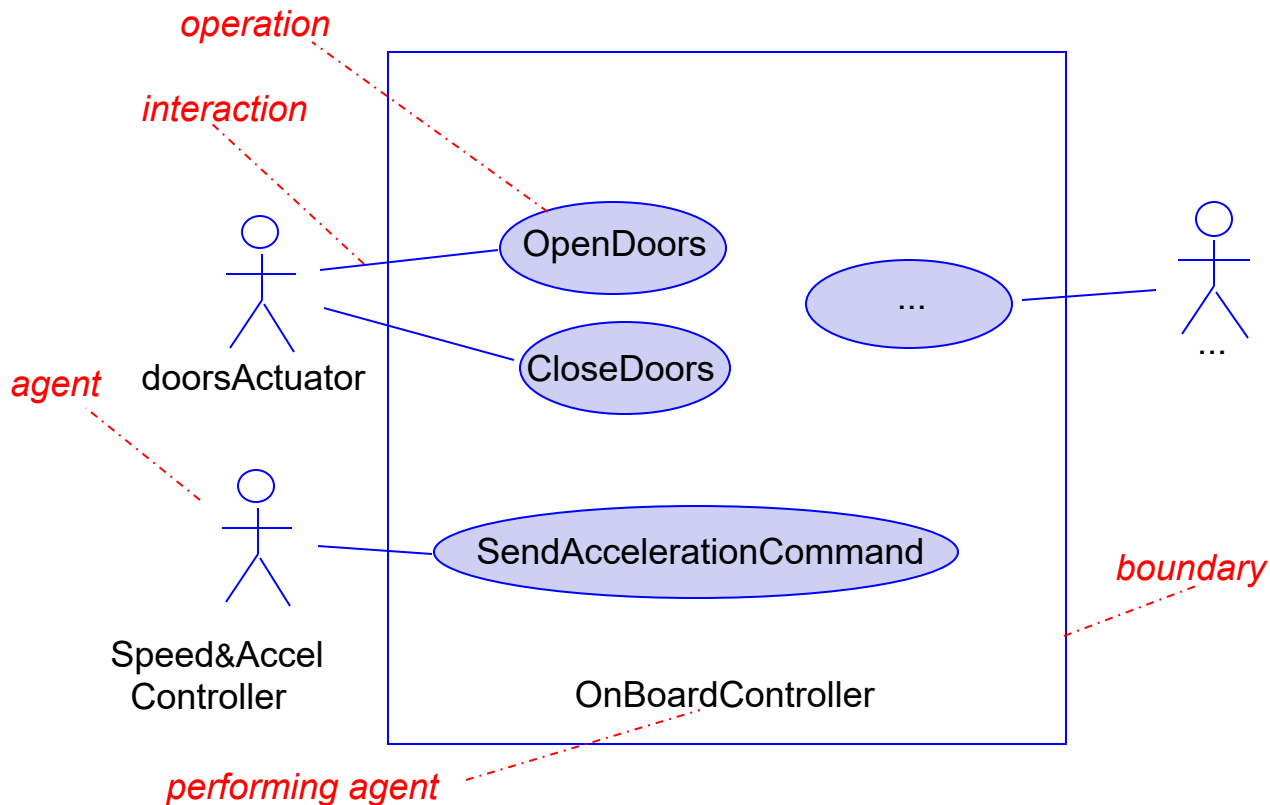 operation
interaction
OpenDoors
...
...
CloseDoors
doorsActuator
agent
SendAccelerationCommand
boundary
Speed&Accel
Controller
OnBoardController
performing agent